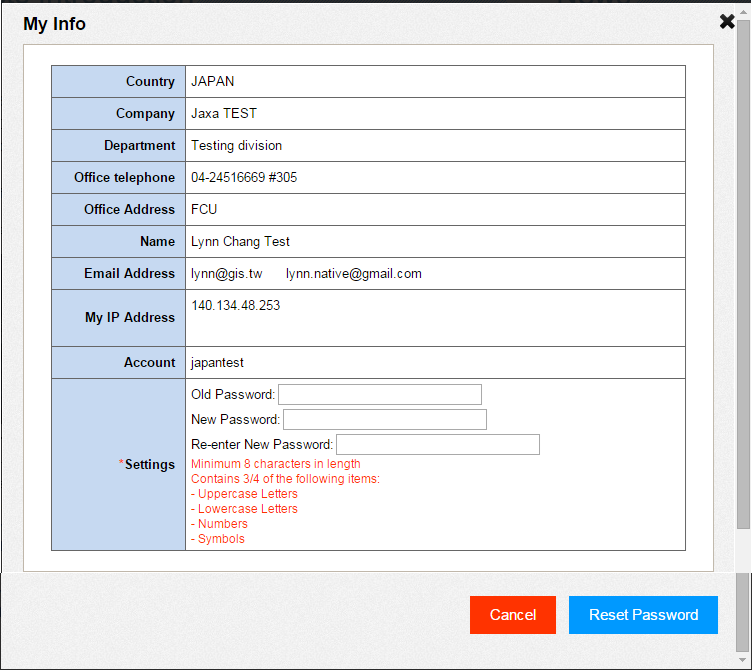 My Info
Country JAPAN
Company Jaxa TEST
Department Testing division
Office telephone 04-24516669 #305
Office Address FCU
Name Lynn Chang Test
Email Address lynn@gis.tw lynn.native@gmail.com
My IP Address 140.134.48.253
Account japantest
*Settings
Old Password:
New Password:
Re-enter New Password:
Minimum 8 characters in length
Contains 3/4 of the following items:
- Uppercase Letters
- Lowercase Letters
- Numbers
- Symbols
Cancel Reset Password